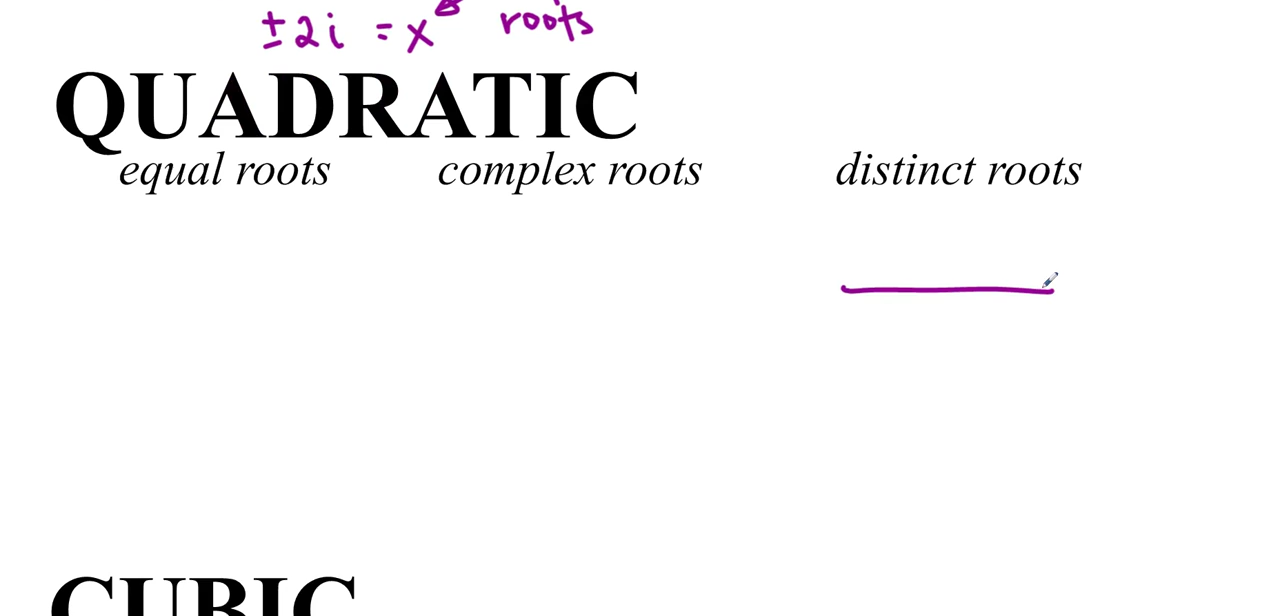 ±2i = x roots
QUADRATIC
equal roots complex roots distinct roots
CUBIC